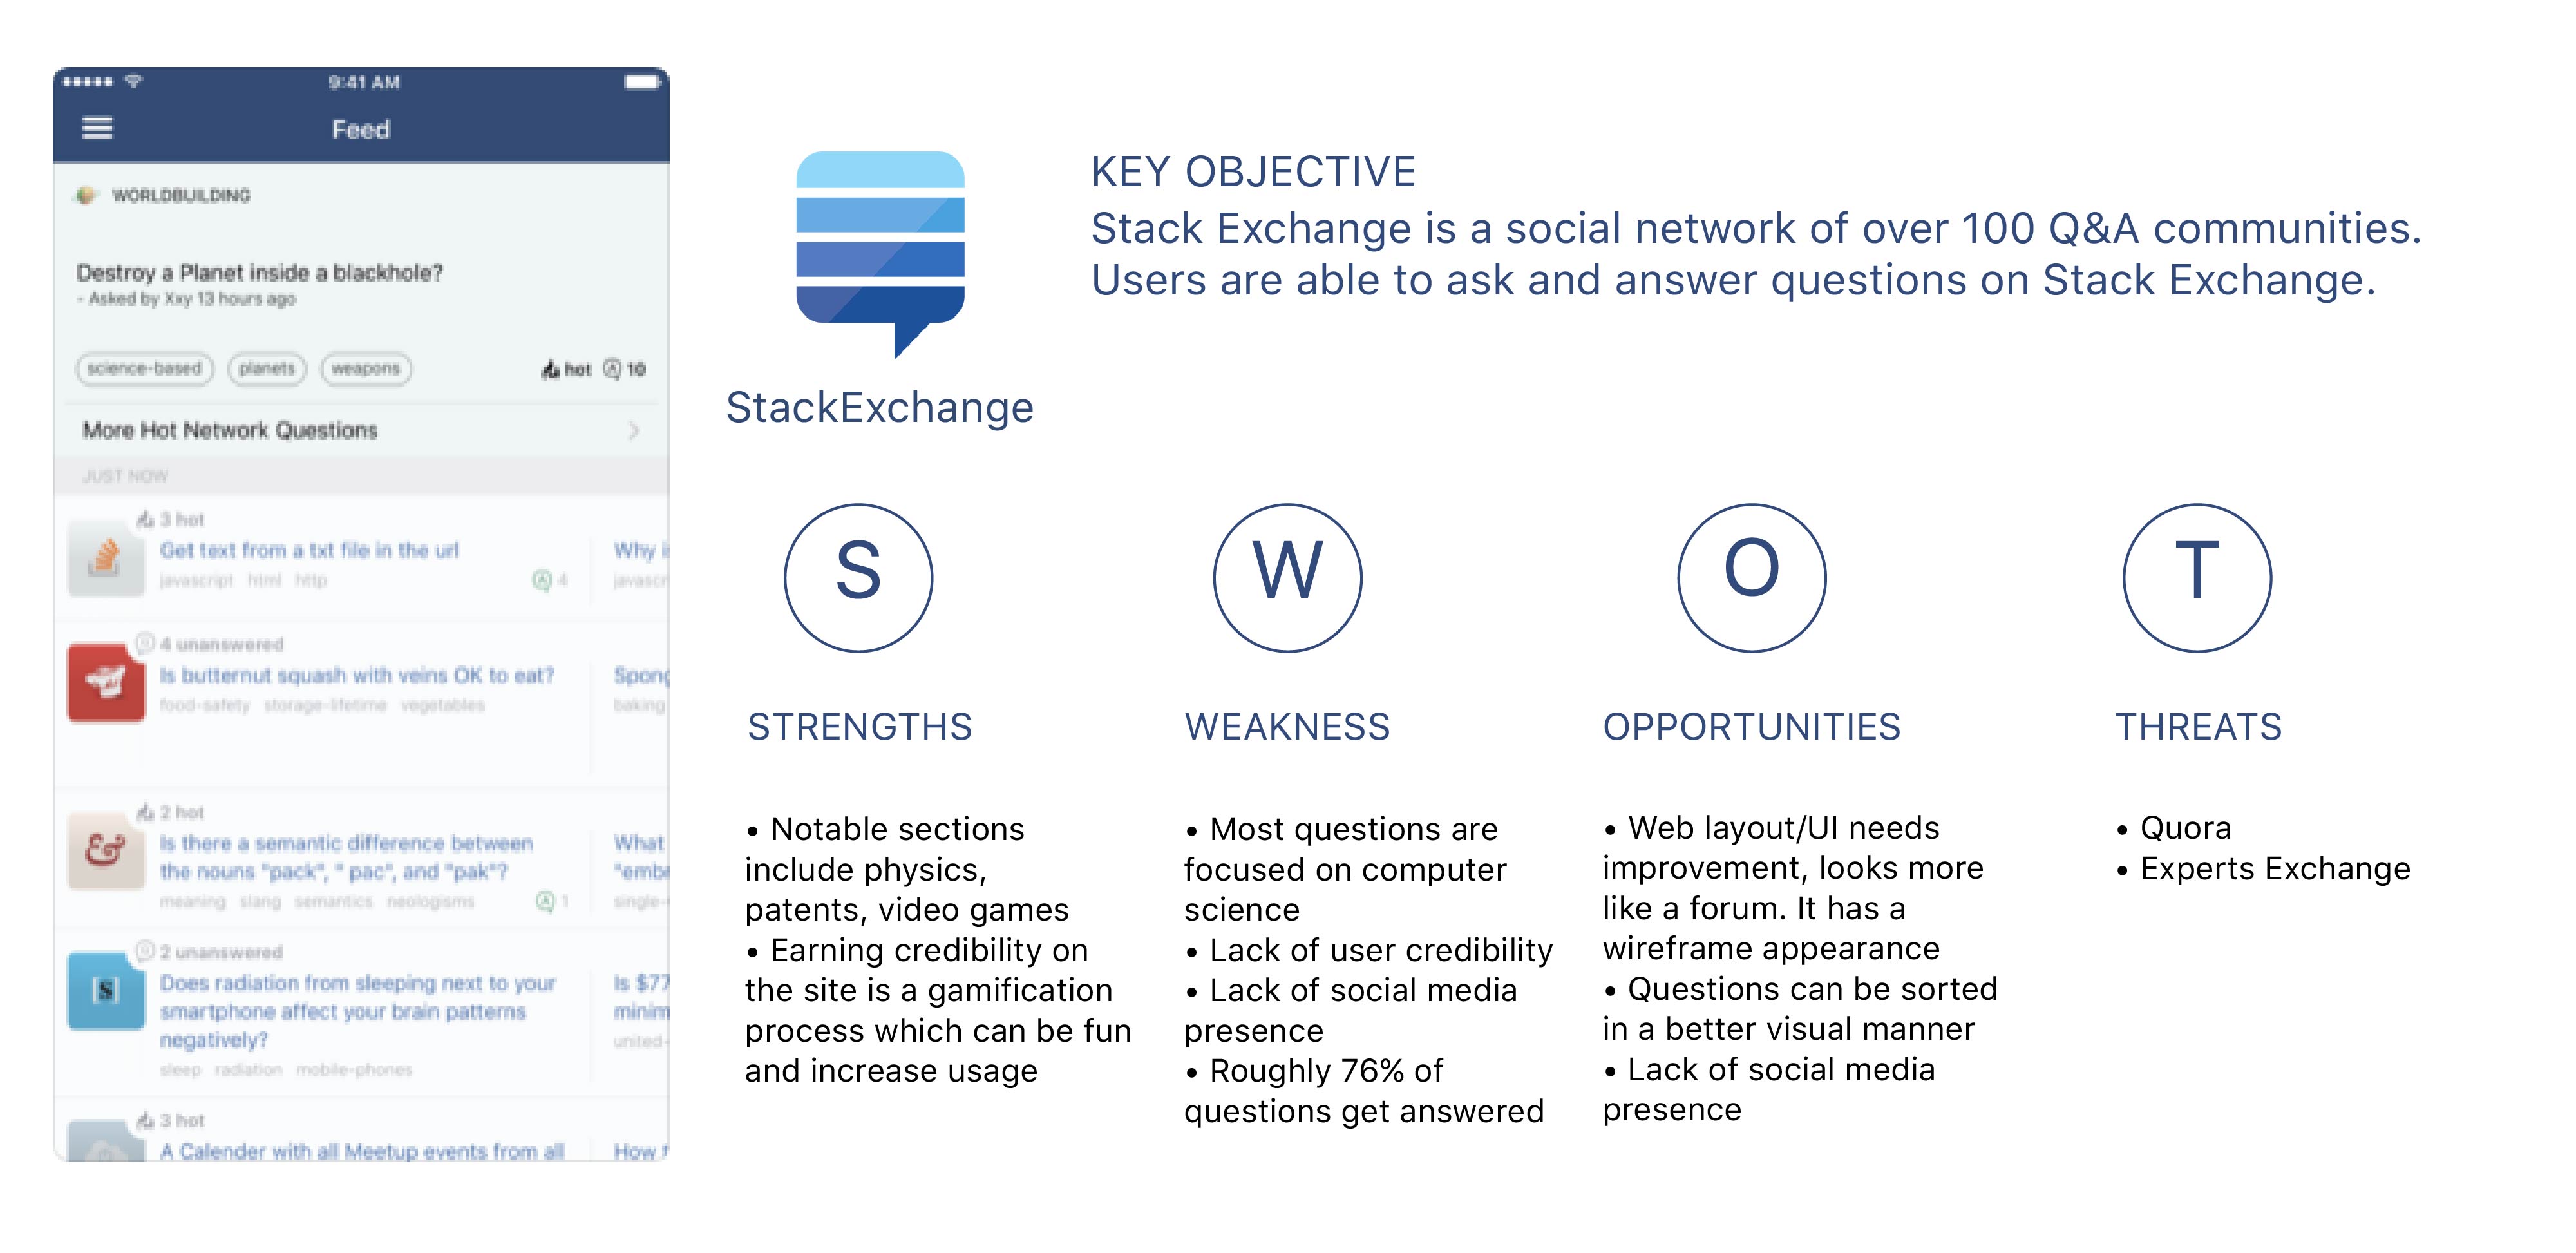 9:41 AM
Feed
WORLDBUILDING
Destroy a Planet inside a blackhole?
- Asked by Xxy 13 hours ago
science-based planets weapons hot 10
More Hot Network Questions
JUST NOW
3 hot
Get text from a txt file in the url
javascript html http 4
Why
4 unanswered
Is butternut squash with veins OK to eat?
food-safety storage-lifetime vegetables
Spong
baking
2 hot
Is there a semantic difference between
the nouns "pack", " pac", and "pak"?
meaning slang semantics neologisms 1
What
"embr
single-
2 unanswered
Does radiation from sleeping next to your
smartphone affect your brain patterns
negatively?
sleep radiation mobile-phones
Is $77
minim
united-
3 hot
A Calender with all Meetup events from all
How
StackExchange
KEY OBJECTIVE
Stack Exchange is a social network of over 100 Q&A communities.
Users are able to ask and answer questions on Stack Exchange.
S
STRENGTHS
• Notable sections
include physics,
patents, video games
• Earning credibility on
the site is a gamification
process which can be fun
and increase usage
W
WEAKNESS
• Most questions are
focused on computer
science
• Lack of user credibility
• Lack of social media
presence
• Roughly 76% of
questions get answered
O
OPPORTUNITIES
• Web layout/UI needs
improvement, looks more
like a forum. It has a
wireframe appearance
• Questions can be sorted
in a better visual manner
• Lack of social media
presence
T
THREATS
• Quora
• Experts Exchange